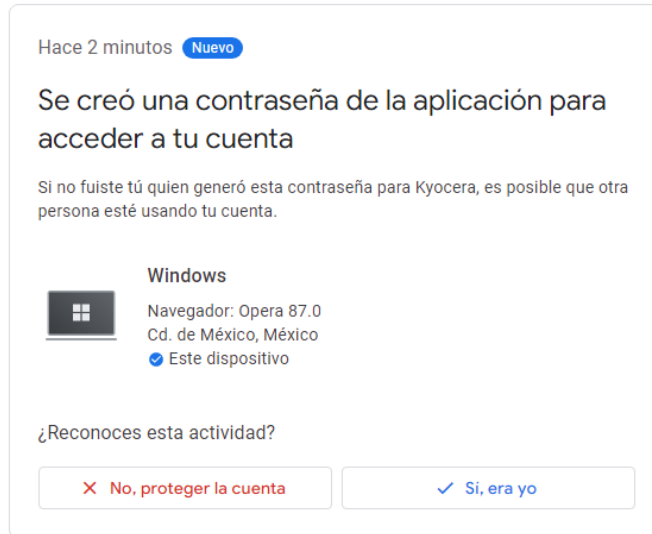 Hace 2 minutos Nuevo
Se creó una contraseña de la aplicación para
acceder a tu cuenta
Si no fuiste tú quien generó esta contraseña para Kyocera, es posible que otra
persona esté usando tu cuenta.
Windows
Navegador: Opera 87.0
Cd. de México, México
Este dispositivo
¿Reconoces esta actividad?
No, proteger la cuenta
Sí, era yo